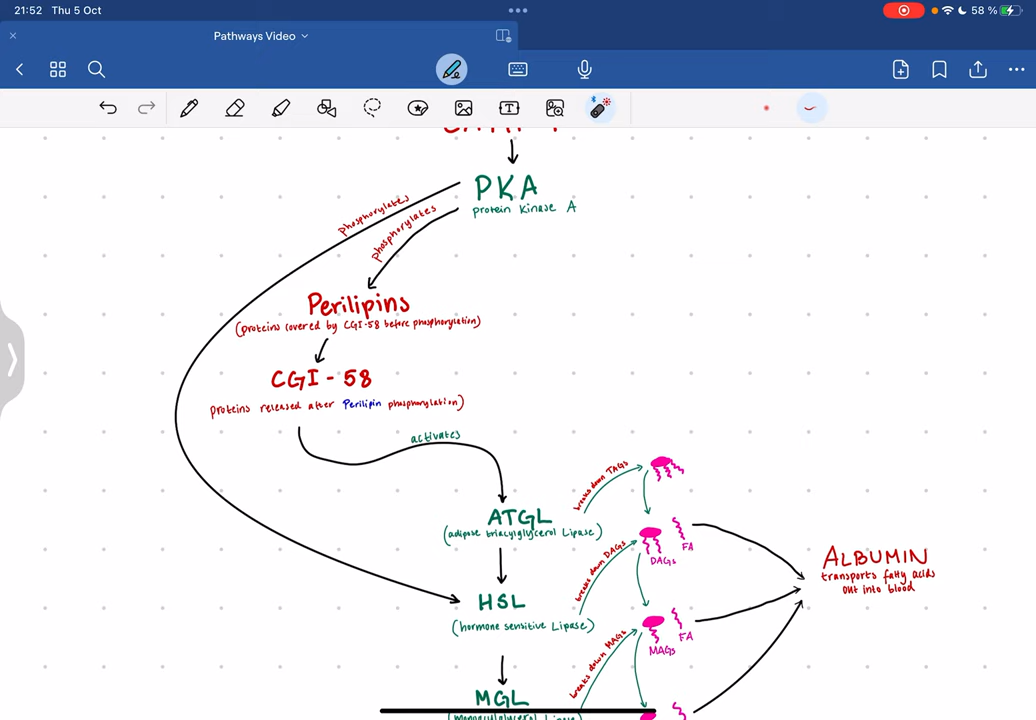 21:52 Thu 5 Oct
58 %
Pathways Video
PKA
protein kinase A
phosphorylates
phosphorylates
Perilipins
(proteins covered by CGI-58 before phosphorylation)
CGI-58
proteins released after Perilipin phosphorylation)
activates
ATGL
(adipose triacylglycerol Lipase)
breaks down TAGs
HSL
(hormone sensitive Lipase)
breaks down DAGs
DAGs
FA
MGL
breaks down MAGs
MAGs
FA
ALBUMIN
transports fatty acids
out into blood